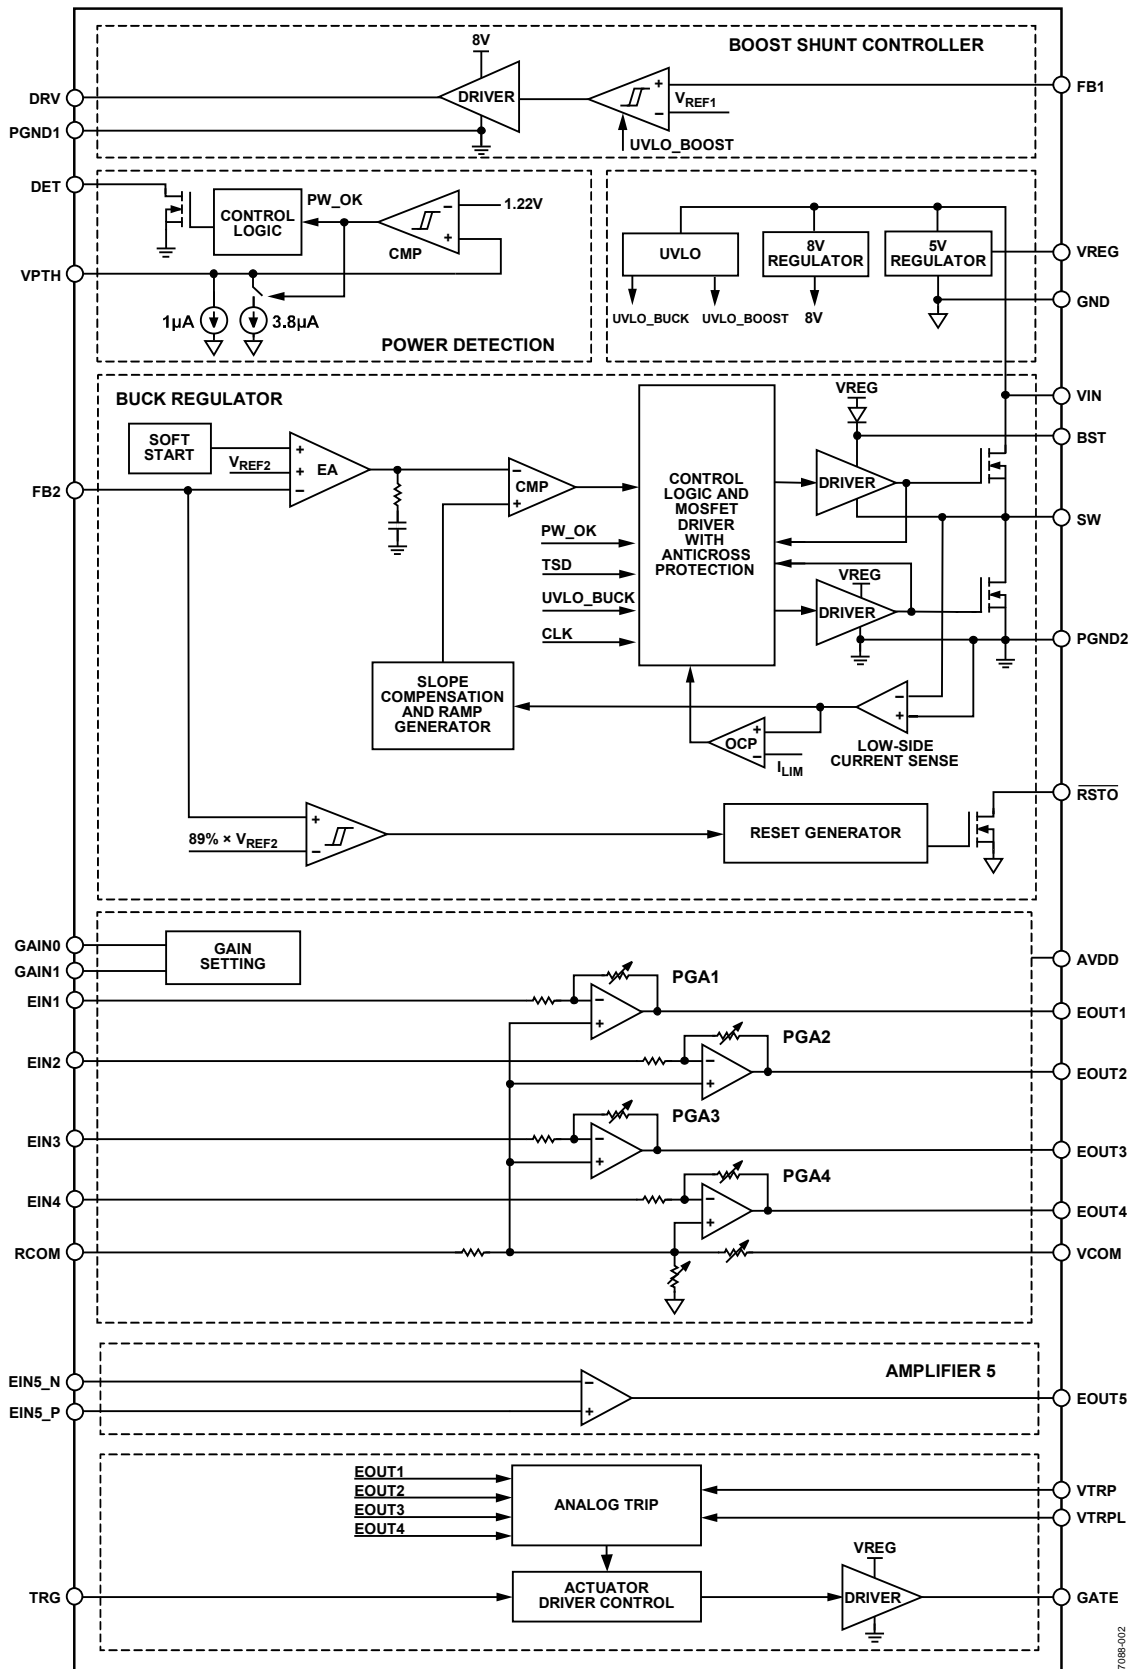 BOOST SHUNT CONTROLLER
8V
DRV
DRIVER
+
−
VREF1
FB1
PGND1
UVLO_BOOST
DET
PW_OK
CONTROL
LOGIC
−
+
1.22V
CMP
VPTH
1µA
3.8µA
POWER DETECTION
UVLO
8V
REGULATOR
5V
REGULATOR
VREG
GND
UVLO_BUCK
UVLO_BOOST
8V
BUCK REGULATOR
SOFT
START
VREF2
+
+
−
EA
FB2
−
+
CMP
PW_OK
TSD
UVLO_BUCK
CLK
CONTROL
LOGIC AND
MOSFET
DRIVER
WITH
ANTICROSS
PROTECTION
VREG
DRIVER
VREG
DRIVER
VIN
BST
SW
PGND2
SLOPE
COMPENSATION
AND RAMP
GENERATOR
OCP
+
−
ILIM
−
+
LOW-SIDE
CURRENT SENSE
RSTO
89% × VREF2
+
−
RESET GENERATOR
GAIN0
GAIN1
GAIN
SETTING
AVDD
EIN1
−
+
PGA1
EOUT1
EIN2
−
+
PGA2
EOUT2
EIN3
−
+
PGA3
EOUT3
EIN4
−
+
PGA4
EOUT4
RCOM
VCOM
AMPLIFIER 5
EIN5_N
EIN5_P
−
+
EOUT5
EOUT1
EOUT2
EOUT3
EOUT4
ANALOG TRIP
VTRP
VTRPL
TRG
ACTUATOR
DRIVER CONTROL
VREG
DRIVER
GATE
7088-002